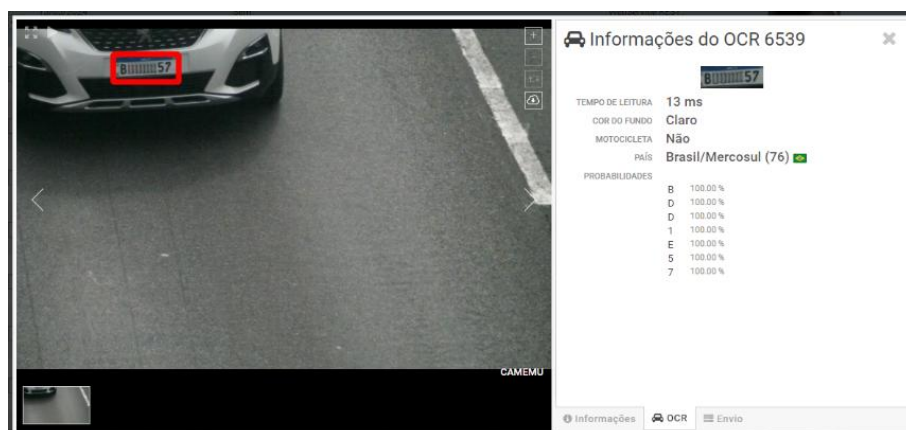 Informações do OCR 6539
TEMPO DE LEITURA 13 ms
COR DO FUNDO Claro
MOTOCICLETA Não
PAÍS Brasil/Mercosul (76)
PROBABILIDADES
B 100.00 %
D 100.00 %
D 100.00 %
1 100.00 %
E 100.00 %
5 100.00 %
7 100.00 %
CAMEMU
Informações OCR Envio